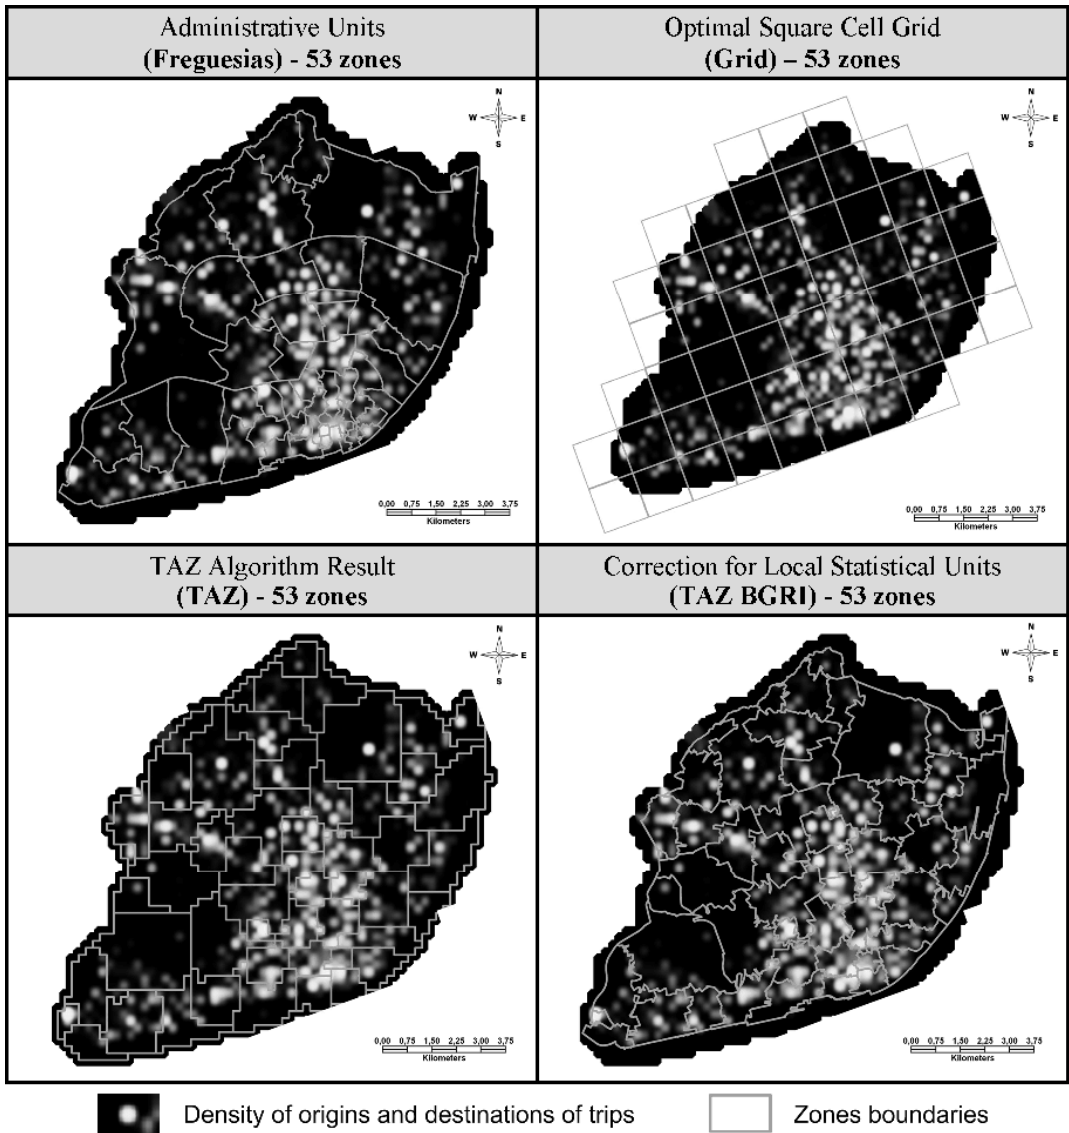 Administrative Units
(Freguesias) - 53 zones
Optimal Square Cell Grid
(Grid) – 53 zones
N
W E
S
0,00 0,75 1,50 2,25 3,00 3,75
Kilometers
N
W E
S
0,00 0,75 1,50 2,25 3,00 3,75
Kilometers
TAZ Algorithm Result
(TAZ) - 53 zones
Correction for Local Statistical Units
(TAZ BGRI) - 53 zones
N
W E
S
0,00 0,75 1,50 2,25 3,00 3,75
Kilometers
N
W E
S
0,00 0,75 1,50 2,25 3,00 3,75
Kilometers
Density of origins and destinations of trips
Zones boundaries